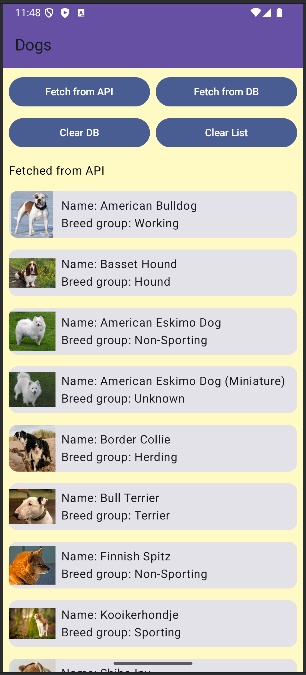 11:48
Dogs
Fetch from API
Fetch from DB
Clear DB
Clear List
Fetched from API
Name: American Bulldog
Breed group: Working
Name: Basset Hound
Breed group: Hound
Name: American Eskimo Dog
Breed group: Non-Sporting
Name: American Eskimo Dog (Miniature)
Breed group: Unknown
Name: Border Collie
Breed group: Herding
Name: Bull Terrier
Breed group: Terrier
Name: Finnish Spitz
Breed group: Non-Sporting
Name: Kooikerhondje
Breed group: Sporting
Name: Shiba Inu